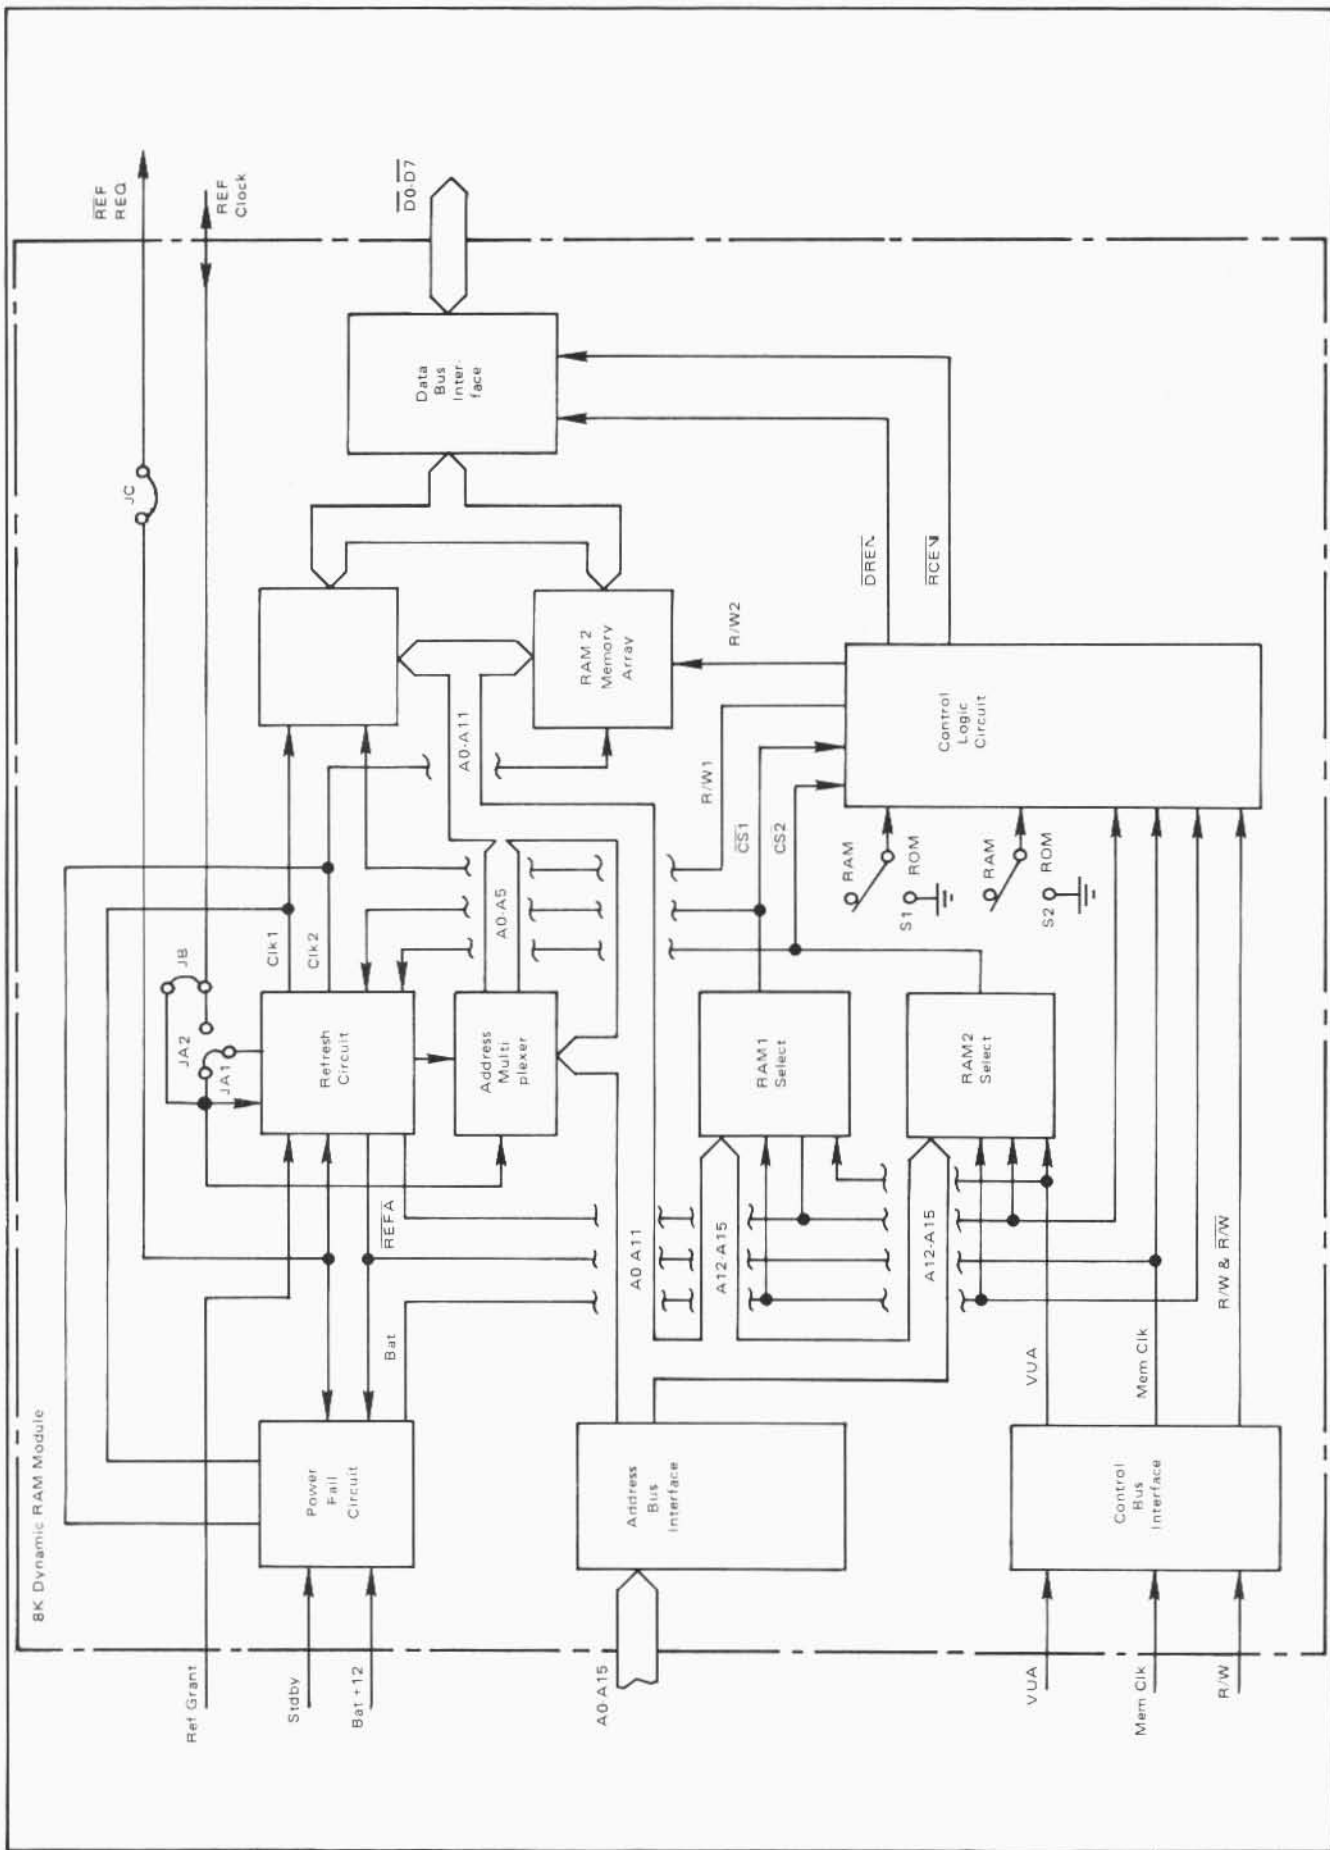 8K Dynamic RAM Module
Ref Grant
Stdby
Bat +12
A0-A15
VUA
Mem Clk
R/W
Power
Fail
Circuit
Address
Bus
Interface
Control
Bus
Interface
Bat
REFA
A0-A11
A12-A15
A12-A15
VUA
Mem Clk
R/W & R/W
JA1
JA2
JB
Refresh
Circuit
Address
Multi
plexer
RAM1
Select
RAM2
Select
Clk1
Clk2
A0-A5
A0-A11
CS1
CS2
R/W1
R/W2
S1
RAM
ROM
S2
RAM
ROM
RAM 2
Memory
Array
Control
Logic
Circuit
DREN
RCEN
JC
Data
Bus
Inter-
face
REF
REQ
REF
Clock
D0-D7